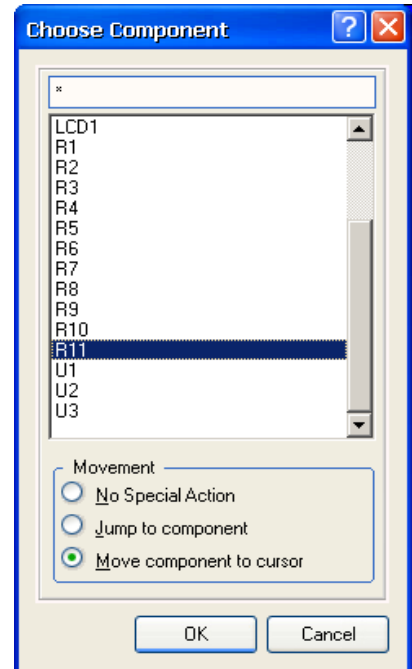 Choose Component
?
*
LCD1
R1
R2
R3
R4
R5
R6
R7
R8
R9
R10
R11
U1
U2
U3
Movement
No Special Action
Jump to component
Move component to cursor
OK Cancel